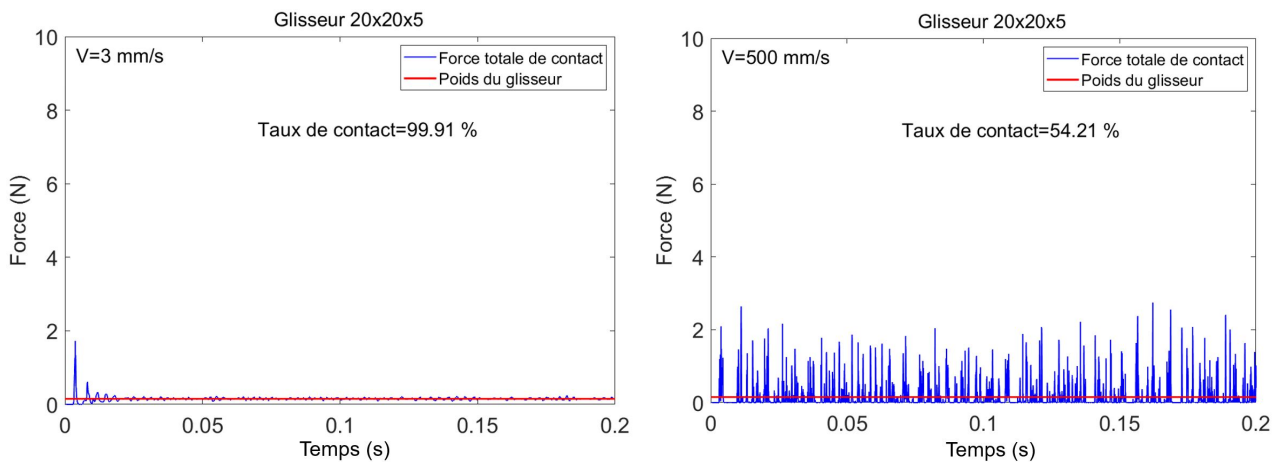 Glisseur 20x20x5
V=3 mm/s
Force totale de contact
Poids du glisseur
Taux de contact=99.91 %
10
8
6
4
2
0
Force (N)
0
0.05
0.1
0.15
0.2
Temps (s)
Glisseur 20x20x5
V=500 mm/s
Force totale de contact
Poids du glisseur
Taux de contact=54.21 %
10
8
6
4
2
0
Force (N)
0
0.05
0.1
0.15
0.2
Temps (s)